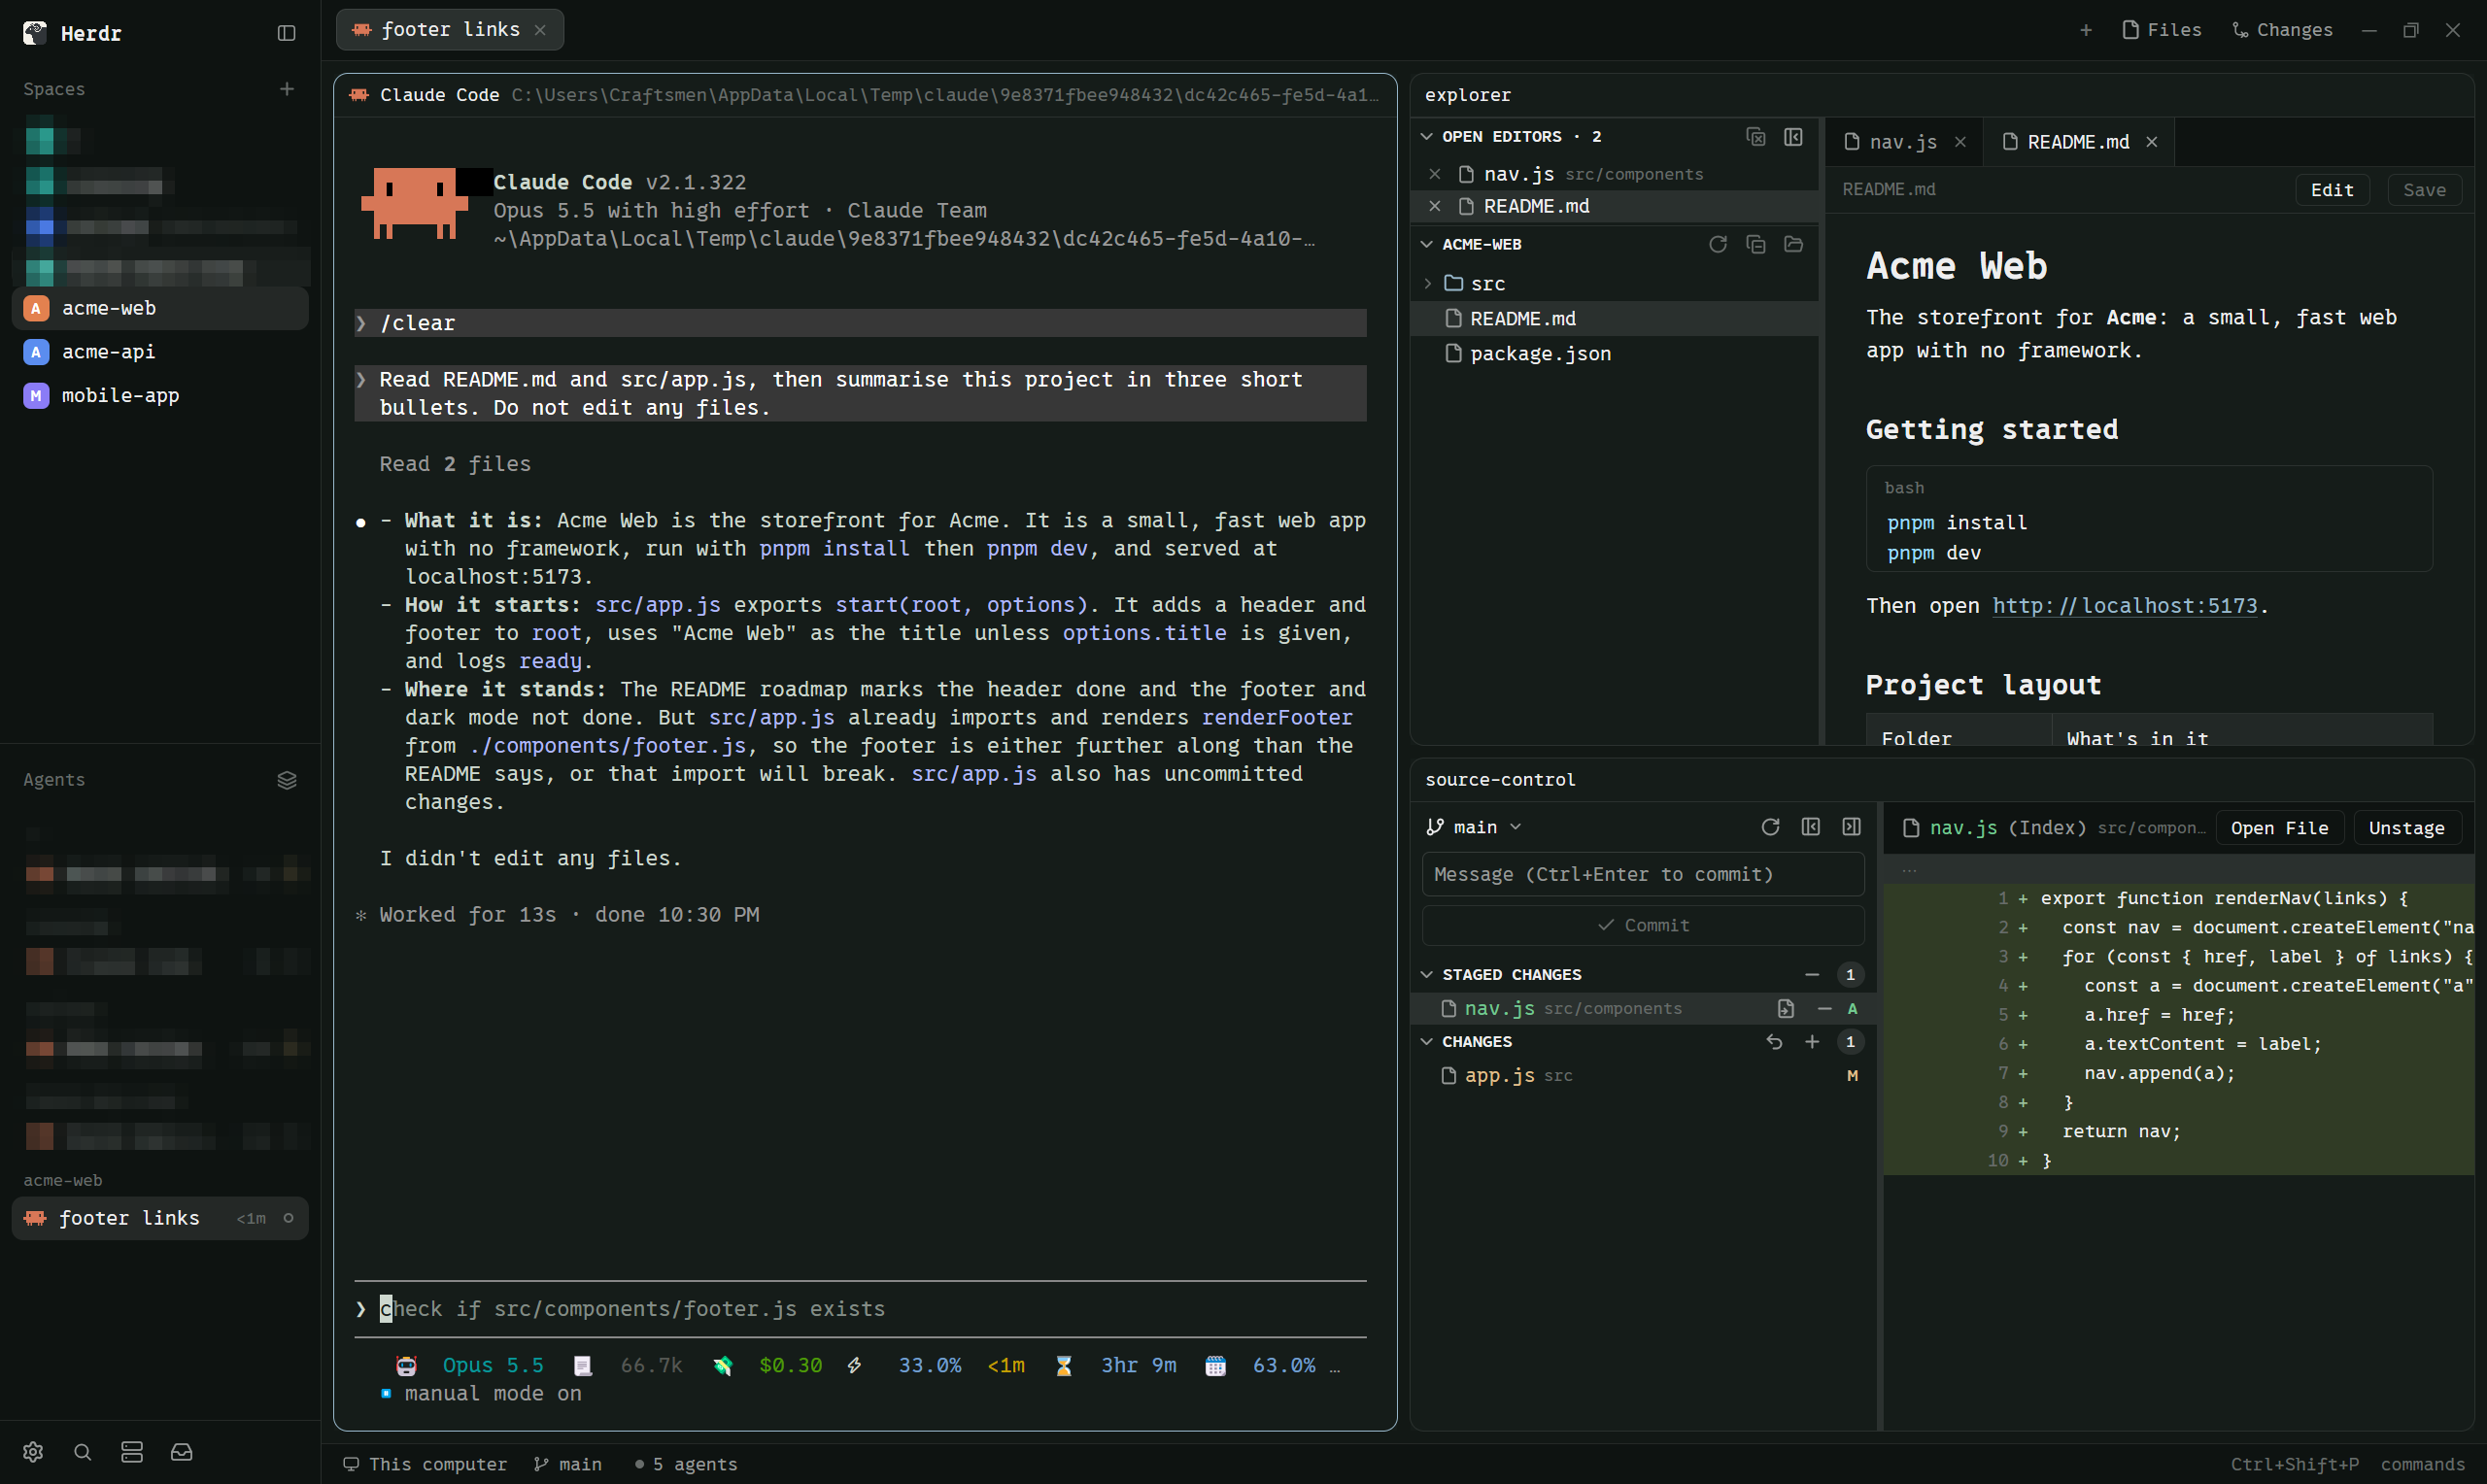 Herdr
Spaces
A acme-web
A acme-api
M mobile-app
Agents
acme-web
footer links <1m
footer links
Files
Changes
Claude Code C:\Users\Craftsmen\AppData\Local\Temp\claude\9e8371fbee948432\dc42c465-fe5d-4a1…
Claude Code v2.1.322
Opus 5.5 with high effort · Claude Team
~\AppData\Local\Temp\claude\9e8371fbee948432\dc42c465-fe5d-4a10-…
❯ /clear
❯ Read README.md and src/app.js, then summarise this project in three short
bullets. Do not edit any files.
Read 2 files
● - What it is: Acme Web is the storefront for Acme. It is a small, fast web app
with no framework, run with pnpm install then pnpm dev, and served at
localhost:5173.
- How it starts: src/app.js exports start(root, options). It adds a header and
footer to root, uses "Acme Web" as the title unless options.title is given,
and logs ready.
- Where it stands: The README roadmap marks the header done and the footer and
dark mode not done. But src/app.js already imports and renders renderFooter
from ./components/footer.js, so the footer is either further along than the
README says, or that import will break. src/app.js also has uncommitted
changes.
I didn't edit any files.
✻ Worked for 13s · done 10:30 PM
❯ check if src/components/footer.js exists
Opus 5.5 66.7k $0.30 33.0% <1m 3hr 9m 63.0% …
manual mode on
explorer
OPEN EDITORS · 2
nav.js src/components
README.md
ACME-WEB
src
README.md
package.json
nav.js
README.md
README.md
Edit
Save
Acme Web
The storefront for Acme: a small, fast web
app with no framework.
Getting started
bash
pnpm install
pnpm dev
Then open http://localhost:5173.
Project layout
Folder What's in it
source-control
main
Message (Ctrl+Enter to commit)
Commit
STAGED CHANGES 1
nav.js src/components A
CHANGES 1
app.js src M
nav.js (Index) src/compon…
Open File
Unstage
…
1 + export function renderNav(links) {
2 + const nav = document.createElement("na
3 + for (const { href, label } of links) {
4 + const a = document.createElement("a"
5 + a.href = href;
6 + a.textContent = label;
7 + nav.append(a);
8 + }
9 + return nav;
10 + }
This computer
main
5 agents
Ctrl+Shift+P commands